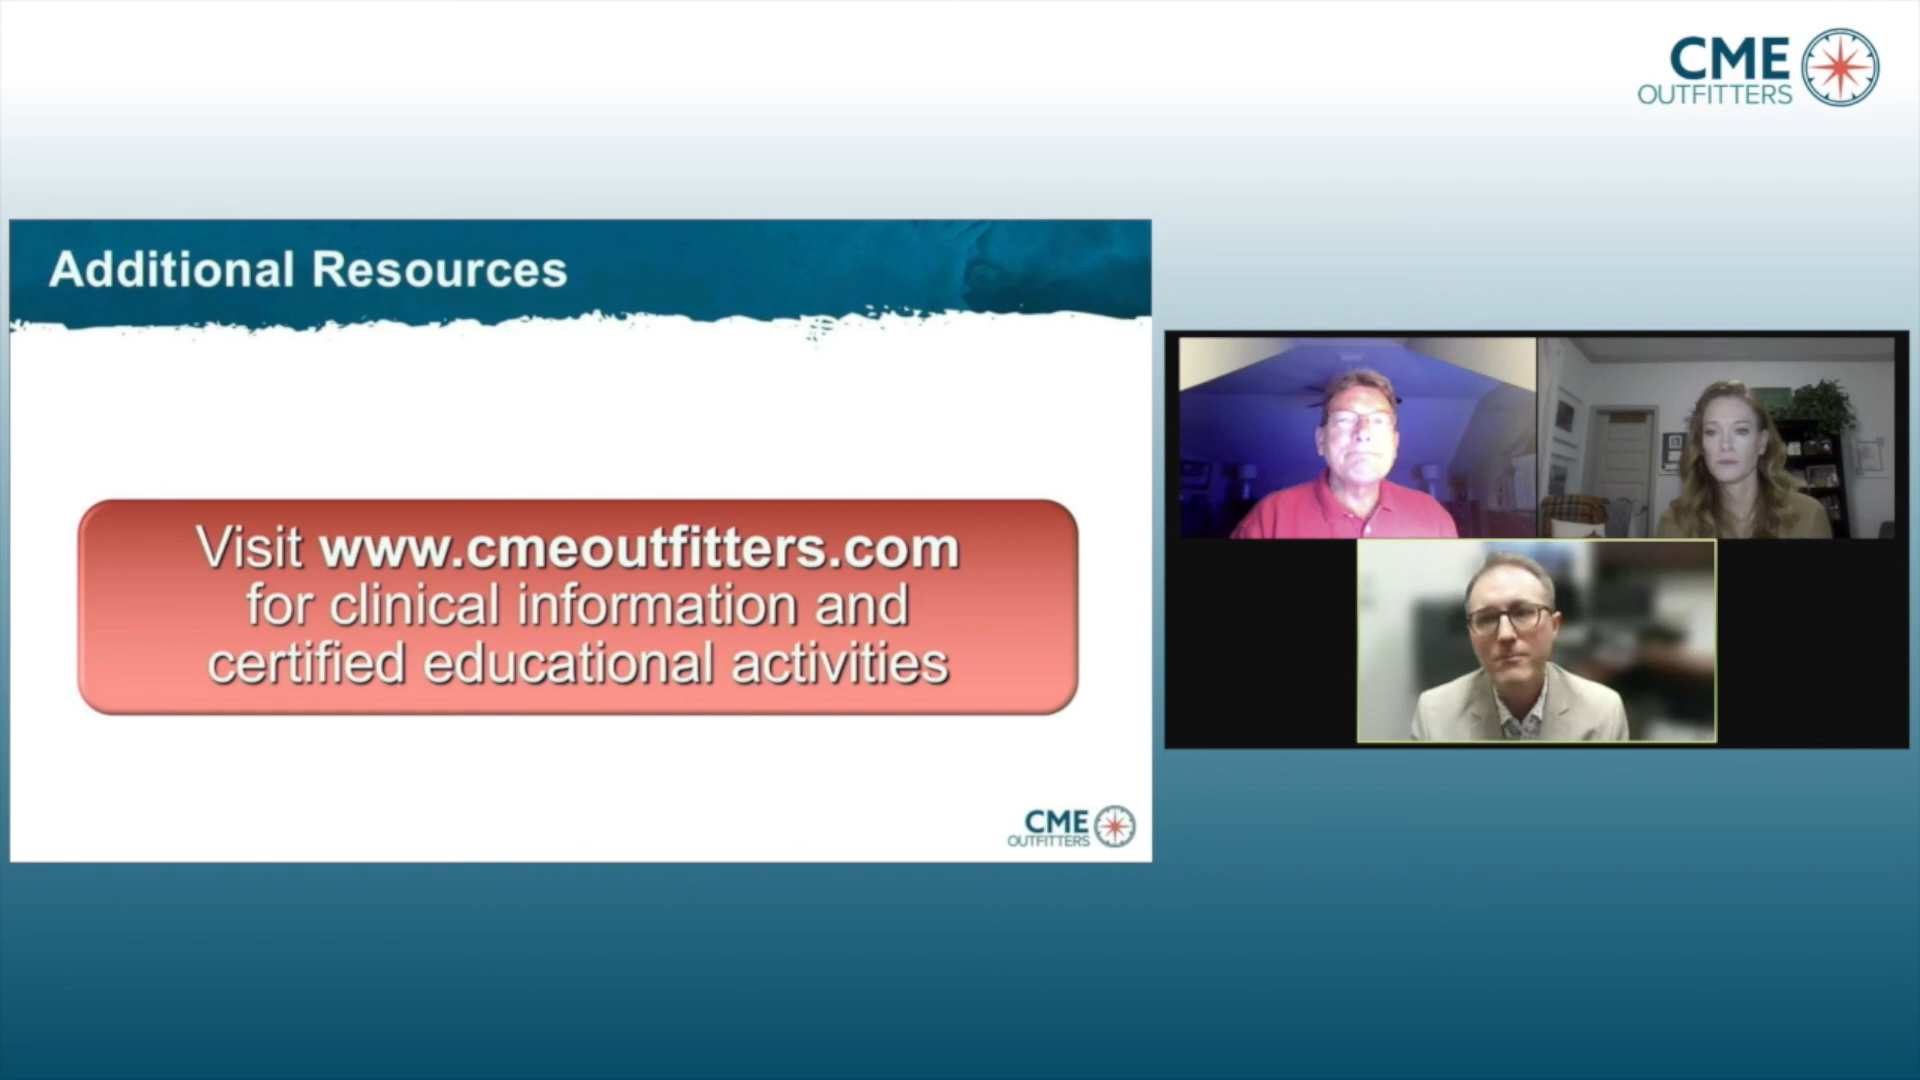 CME
OUTFITTERS
Additional Resources
Visit www.cmeoutfitters.com
for clinical information and
certified educational activities
CME
OUTFITTERS